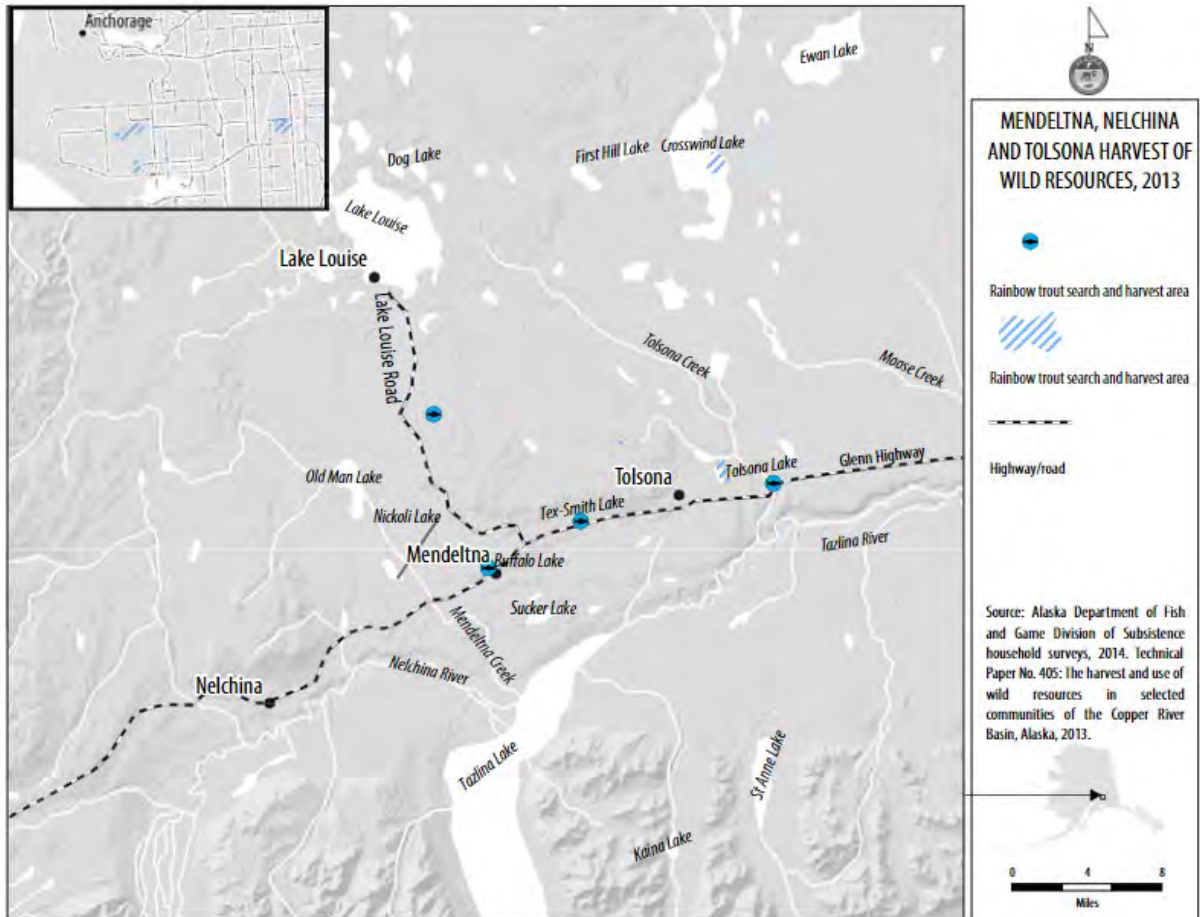 Anchorage
Ewan Lake
Dog Lake
First Hill Lake
Crosswind Lake
Lake Louise
Lake Louise
Lake Louise Road
Tolsona Creek
Moose Creek
Old Man Lake
Nickoli Lake
Tolsona
Tolsona Lake
Glenn Highway
Tex-Smith Lake
Mendeltna
Buffalo Lake
Tazlina River
Sucker Lake
Mendeltna Creek
Nelchina River
Nelchina
Tazlina Lake
St Anne Lake
Kaina Lake
N
MENDELTNA, NELCHINA
AND TOLSONA HARVEST OF
WILD RESOURCES, 2013
Rainbow trout search and harvest area
Rainbow trout search and harvest area
Highway/road
Source: Alaska Department of Fish
and Game Division of Subsistence
household surveys, 2014. Technical
Paper No. 405: The harvest and use of
wild resources in selected
communities of the Copper River
Basin, Alaska, 2013.
0 4 8
Miles